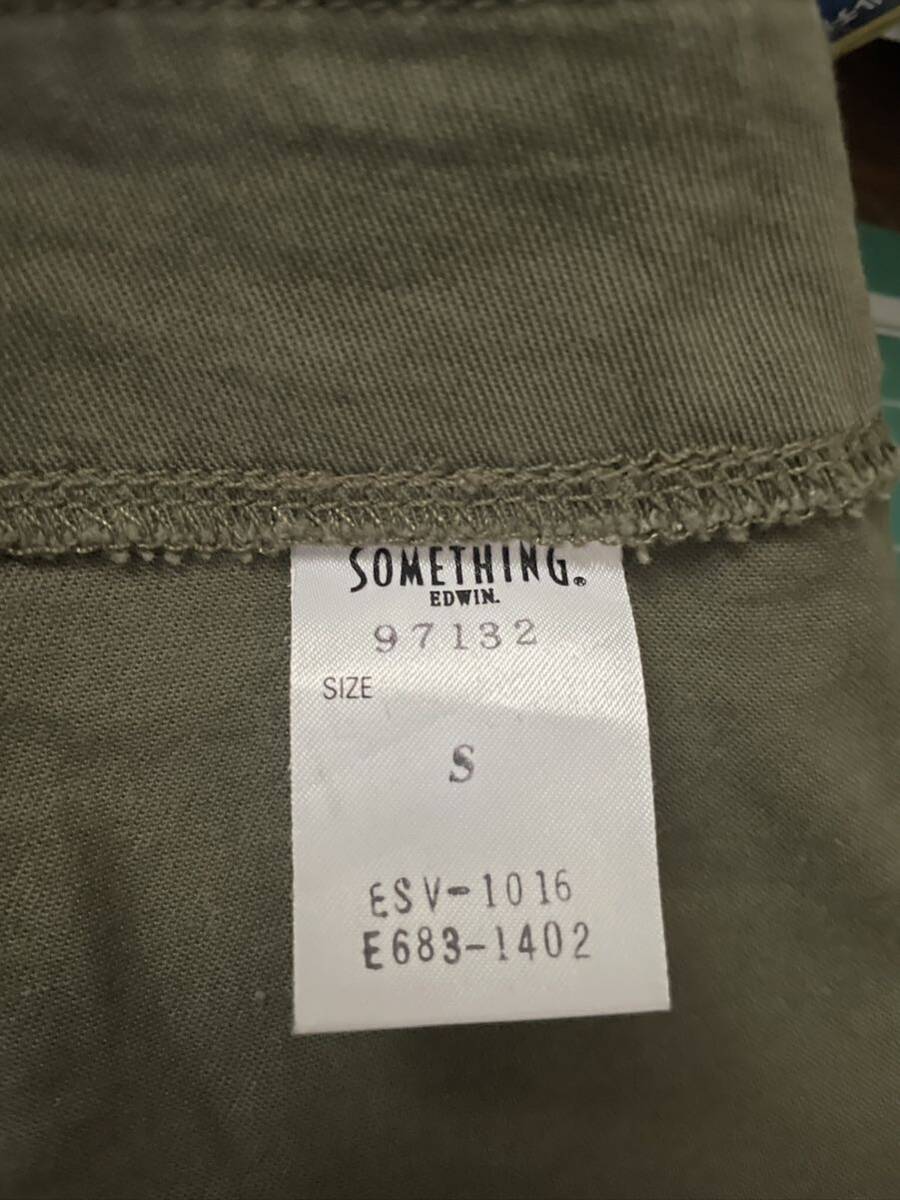 SOMETHING®
EDWIN.
97132
SIZE
S
ESV-1016
E683-1402